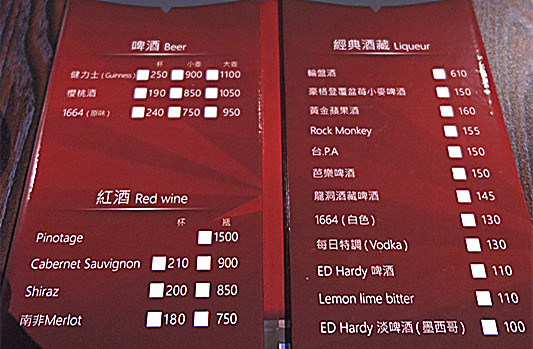 啤酒 Beer
杯 小壺 大壺
健力士(Guinness) 250 900 1100
櫻桃酒 190 850 1050
1664(原味) 240 750 950
紅酒 Red wine
杯 瓶
Pinotage 1500
Cabernet Sauvignon 210 900
Shiraz 200 850
南非Merlot 180 750
經典酒藏 Liqueur
輪盤酒 610
豪格登覆盆莓小麥啤酒 150
黃金蘋果酒 160
Rock Monkey 155
台.P.A 150
芭樂啤酒 150
龍洞酒藏啤酒 145
1664(白色) 130
每日特調(Vodka) 130
ED Hardy 啤酒 110
Lemon lime bitter 110
ED Hardy 淡啤酒(墨西哥) 100